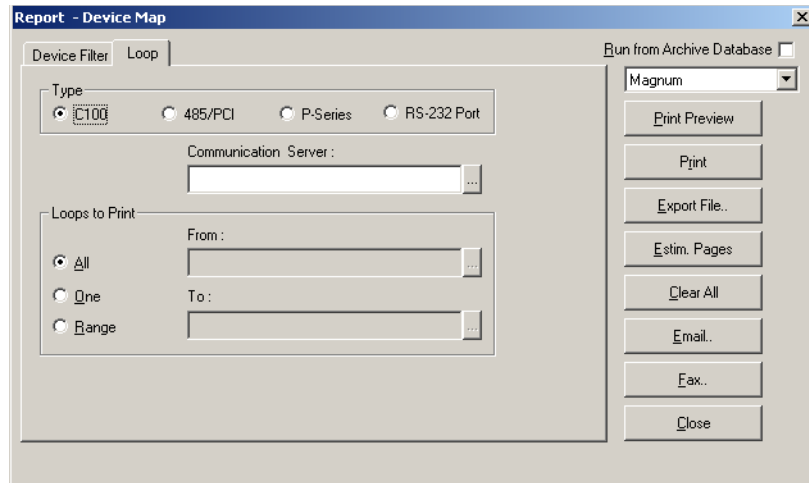 Report - Device Map
Device Filter Loop
Run from Archive Database
Magnum
Type
C100 485/PCI P-Series RS-232 Port
Communication Server :
...
Loops to Print
From :
All
...
One
To :
Range
...
Print Preview
Print
Export File..
Estim. Pages
Clear All
Email..
Fax..
Close